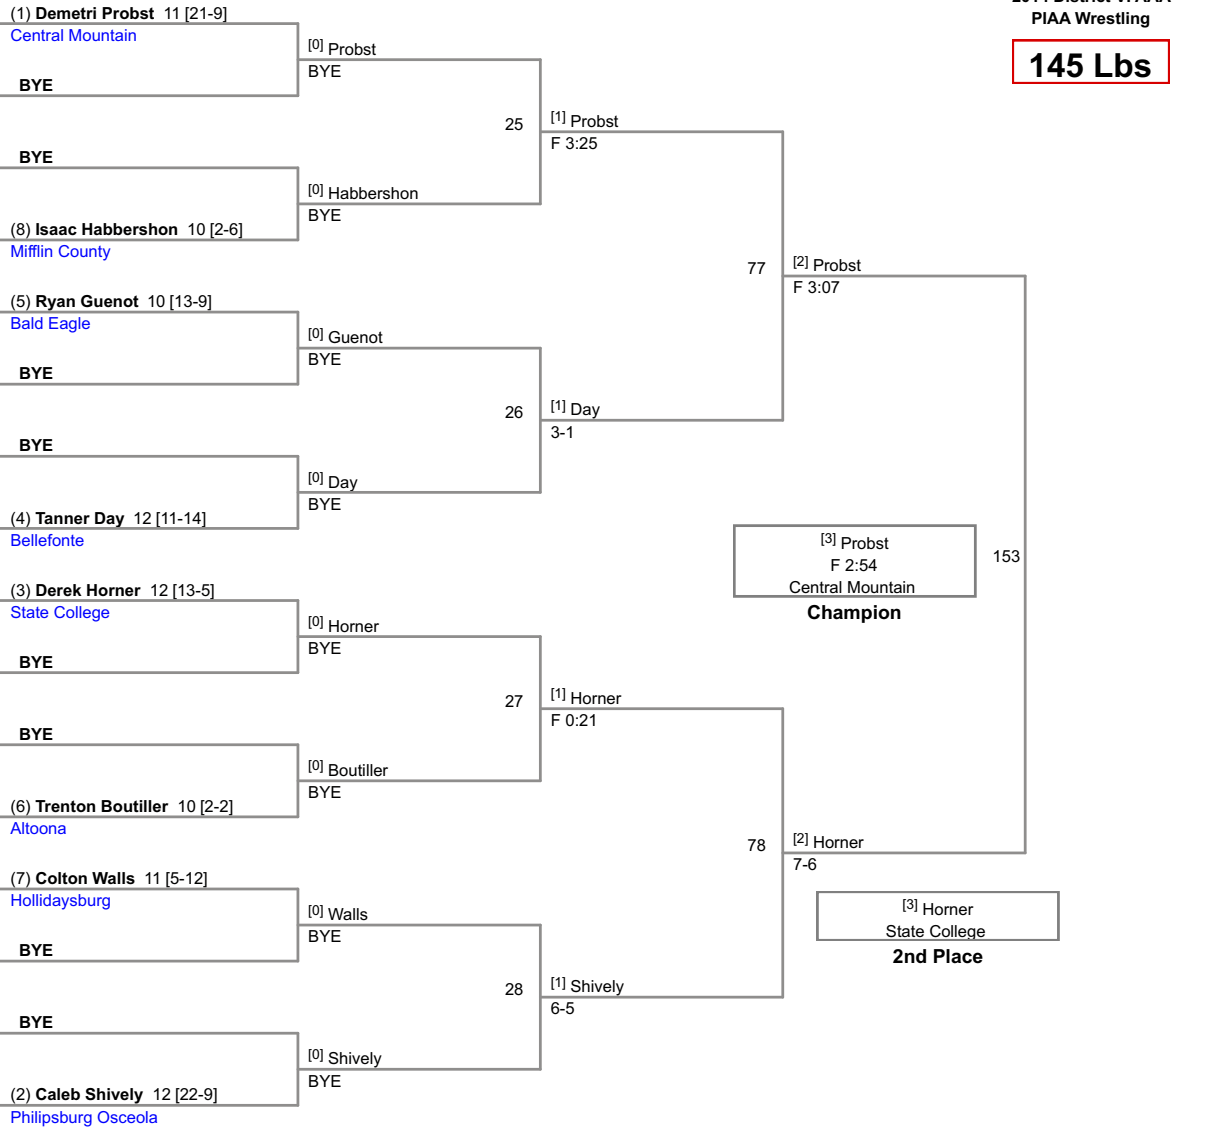 PIAA Wrestling
145 Lbs
(1) Demetri Probst 11 [21-9]
Central Mountain
BYE
BYE
(8) Isaac Habbershon 10 [2-6]
Mifflin County
(5) Ryan Guenot 10 [13-9]
Bald Eagle
BYE
BYE
(4) Tanner Day 12 [11-14]
Bellefonte
(3) Derek Horner 12 [13-5]
State College
BYE
BYE
(6) Trenton Boutiller 10 [2-2]
Altoona
(7) Colton Walls 11 [5-12]
Hollidaysburg
BYE
BYE
(2) Caleb Shively 12 [22-9]
Philipsburg Osceola
[0] Probst
BYE
[0] Habbershon
BYE
[0] Guenot
BYE
[0] Day
BYE
[0] Horner
BYE
[0] Boutiller
BYE
[0] Walls
BYE
[0] Shively
BYE
25
[1] Probst
F 3:25
26
[1] Day
3-1
27
[1] Horner
F 0:21
28
[1] Shively
6-5
77
[2] Probst
F 3:07
78
[2] Horner
7-6
153
[3] Probst
F 2:54
Central Mountain
Champion
[3] Horner
State College
2nd Place